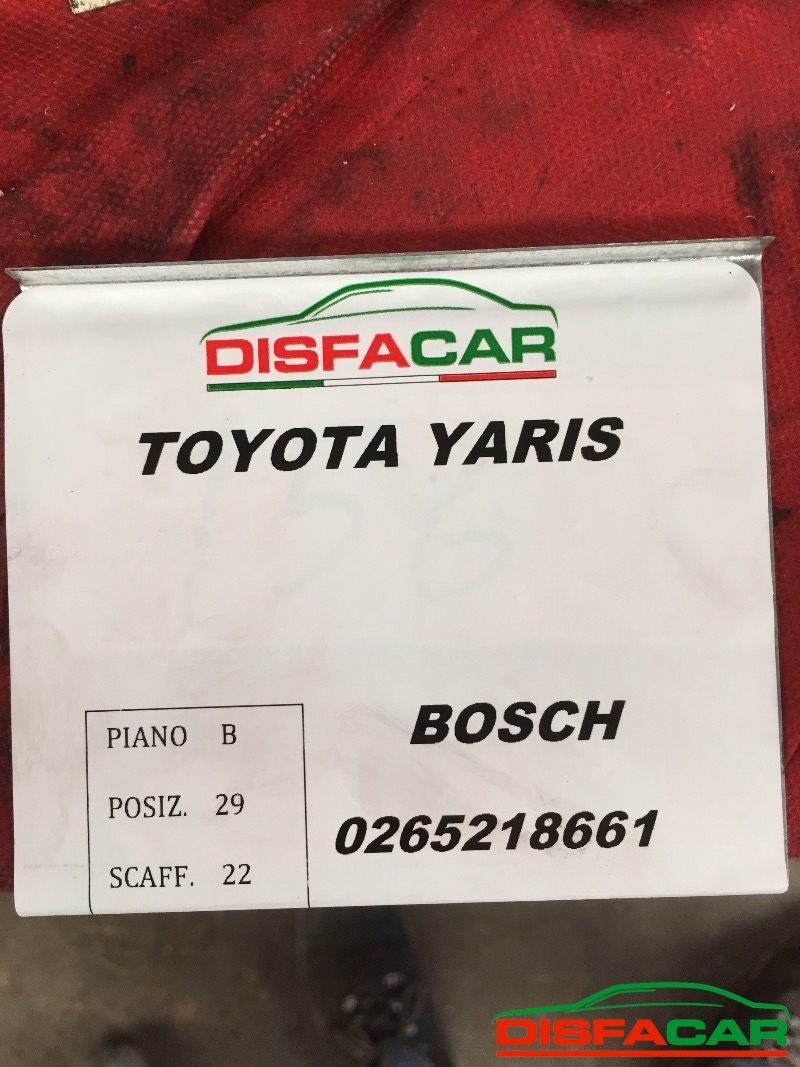 DISFACAR
TOYOTA YARIS
PIANO B
POSIZ. 29
SCAFF. 22
BOSCH
0265218661
DISFACAR